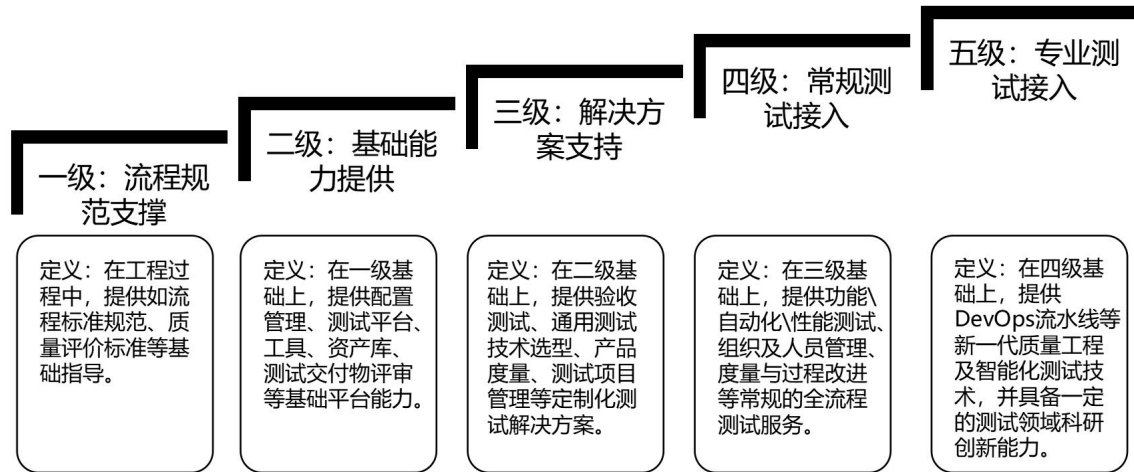 一级：流程规
范支撑
二级：基础能
力提供
三级：解决方
案支持
四级：常规测
试接入
五级：专业测
试接入
定义：在工程过
程中，提供如流
程标准规范、质
量评价标准等基
础指导。
定义：在一级基
础上，提供配置
管理、测试平台、
工具、资产库、
测试交付物评审
等基础平台能力。
定义：在二级基
础上，提供验收
测试、通用测试
技术选型、产品
度量、测试项目
管理等定制化测
试解决方案。
定义：在三级基
础上，提供功能\
自动化\性能测试、
组织及人员管理、
度量与过程改进
等常规的全流程
测试服务。
定义：在四级基
础上，提供
DevOps流水线等
新一代质量工程
及智能化测试技
术，并具备一定
的测试领域科研
创新能力。